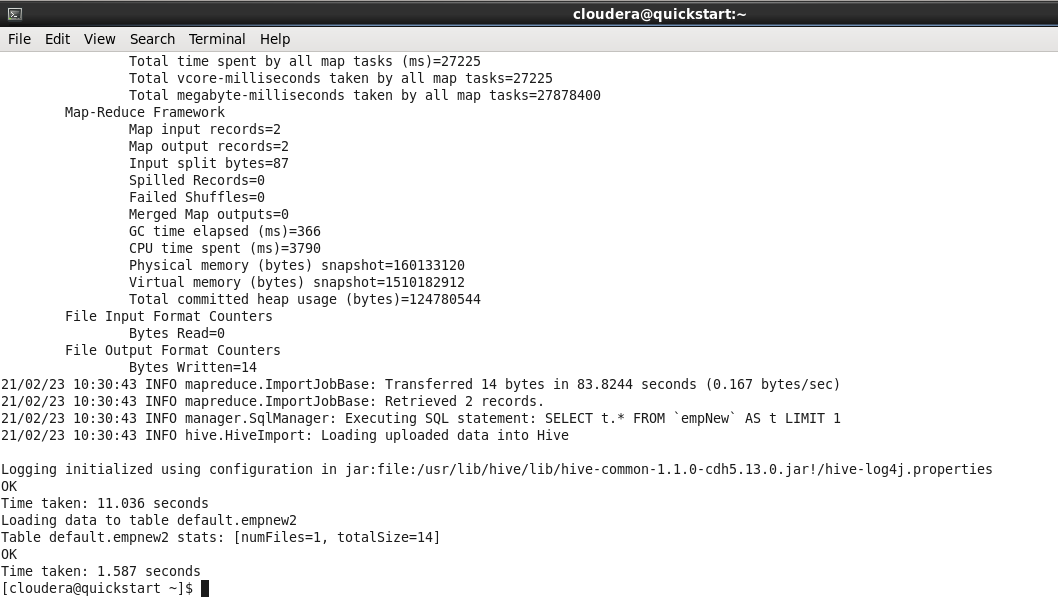 cloudera@quickstart:~
File Edit View Search Terminal Help
Total time spent by all map tasks (ms)=27225
Total vcore-milliseconds taken by all map tasks=27225
Total megabyte-milliseconds taken by all map tasks=27878400
Map-Reduce Framework
Map input records=2
Map output records=2
Input split bytes=87
Spilled Records=0
Failed Shuffles=0
Merged Map outputs=0
GC time elapsed (ms)=366
CPU time spent (ms)=3790
Physical memory (bytes) snapshot=160133120
Virtual memory (bytes) snapshot=1510182912
Total committed heap usage (bytes)=124780544
File Input Format Counters
Bytes Read=0
File Output Format Counters
Bytes Written=14
21/02/23 10:30:43 INFO mapreduce.ImportJobBase: Transferred 14 bytes in 83.8244 seconds (0.167 bytes/sec)
21/02/23 10:30:43 INFO mapreduce.ImportJobBase: Retrieved 2 records.
21/02/23 10:30:43 INFO manager.SqlManager: Executing SQL statement: SELECT t.* FROM `empNew` AS t LIMIT 1
21/02/23 10:30:43 INFO hive.HiveImport: Loading uploaded data into Hive
Logging initialized using configuration in jar:file:/usr/lib/hive/lib/hive-common-1.1.0-cdh5.13.0.jar!/hive-log4j.properties
OK
Time taken: 11.036 seconds
Loading data to table default.empnew2
Table default.empnew2 stats: [numFiles=1, totalSize=14]
OK
Time taken: 1.587 seconds
[cloudera@quickstart ~]$